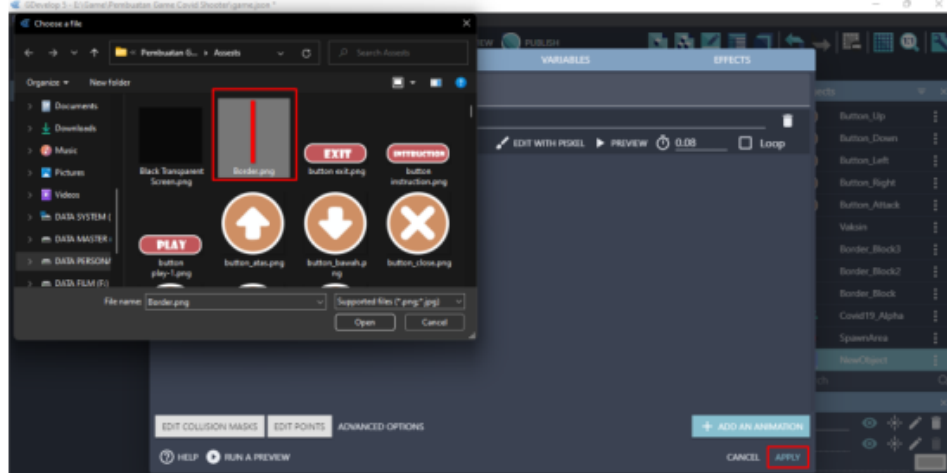 GDevelop 5 - E:\Game\Pembuatan Game Covid Shooter\game.json *
Choose a file
Pembuatan G... > Assests
Search Assests
Organize
New folder
PUBLISH
VARIABLES
EFFECTS
Documents
Downloads
Music
Pictures
Videos
DATA SYSTEM (
DATA MASTER
DATA PERSONA
DATA FILM (F:)
Black Transparent Screen.png
Border.png
EXIT
button exit.png
INSTRUCTION
button instruction.png
PLAY
button play-1.png
button_atas.png
button_bawah.png
button_close.png
File name: Border.png
Supported files (*.png;*.jpg)
Open
Cancel
EDIT WITH PISKEL
PREVIEW
0.08
Loop
Button_Up
Button_Down
Button_Left
Button_Right
Button_Attack
Vaksin
Border_Block3
Border_Block2
Border_Block
Covid19_Alpha
SpawnArea
NewObject
EDIT COLLISION MASKS
EDIT POINTS
ADVANCED OPTIONS
+ ADD AN ANIMATION
HELP
RUN A PREVIEW
CANCEL
APPLY